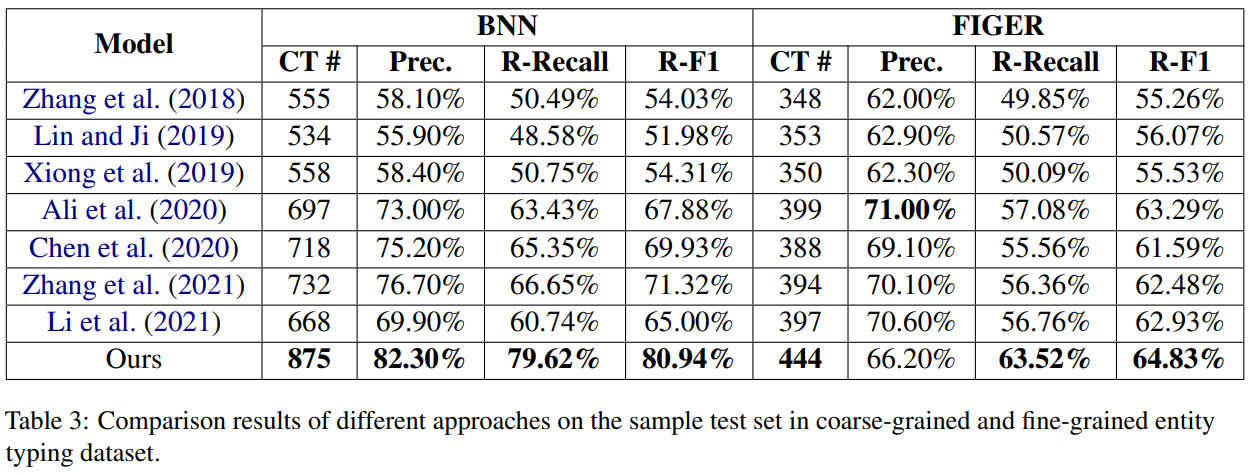 Model BNN FIGER
CT # Prec. R-Recall R-F1 CT # Prec. R-Recall R-F1
Zhang et al. (2018) 555 58.10% 50.49% 54.03% 348 62.00% 49.85% 55.26%
Lin and Ji (2019) 534 55.90% 48.58% 51.98% 353 62.90% 50.57% 56.07%
Xiong et al. (2019) 558 58.40% 50.75% 54.31% 350 62.30% 50.09% 55.53%
Ali et al. (2020) 697 73.00% 63.43% 67.88% 399 71.00% 57.08% 63.29%
Chen et al. (2020) 718 75.20% 65.35% 69.93% 388 69.10% 55.56% 61.59%
Zhang et al. (2021) 732 76.70% 66.65% 71.32% 394 70.10% 56.36% 62.48%
Li et al. (2021) 668 69.90% 60.74% 65.00% 397 70.60% 56.76% 62.93%
Ours 875 82.30% 79.62% 80.94% 444 66.20% 63.52% 64.83%
Table 3: Comparison results of different approaches on the sample test set in coarse-grained and fine-grained entity
typing dataset.